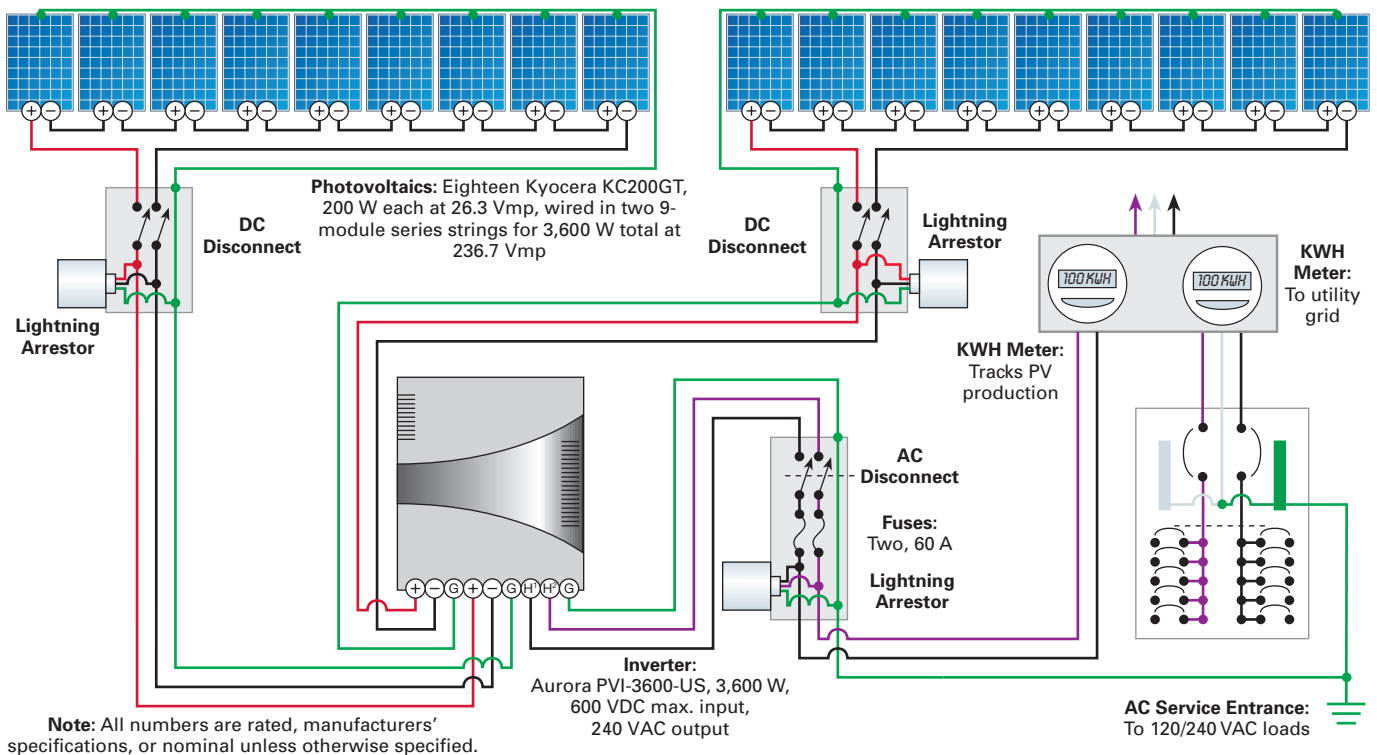 Photovoltaics: Eighteen Kyocera KC200GT,
200 W each at 26.3 Vmp, wired in two 9-
module series strings for 3,600 W total at
236.7 Vmp
DC
Disconnect
Lightning
Arrestor
DC
Disconnect
Lightning
Arrestor
100 KWH
100 KWH
KWH
Meter:
To utility
grid
KWH Meter:
Tracks PV
production
AC
Disconnect
Fuses:
Two, 60 A
Lightning
Arrestor
+ − G + − G H¹ H² G
Inverter:
Aurora PVI-3600-US, 3,600 W,
600 VDC max. input,
240 VAC output
AC Service Entrance:
To 120/240 VAC loads
Note: All numbers are rated, manufacturers’
specifications, or nominal unless otherwise specified.